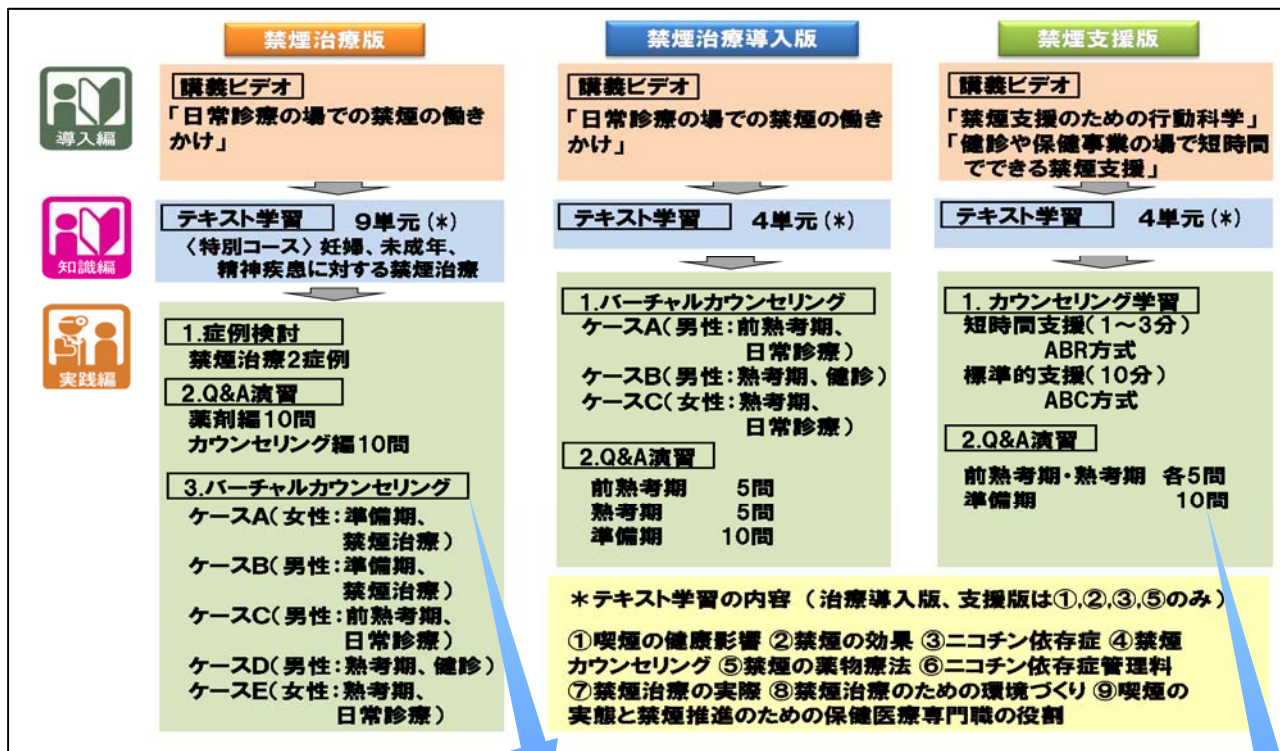 禁煙治療版
禁煙治療導入版
禁煙支援版
導入編
講義ビデオ
「日常診療の場での禁煙の働き
かけ」
講義ビデオ
「日常診療の場での禁煙の働き
かけ」
講義ビデオ
「禁煙支援のための行動科学」
「健診や保健事業の場で短時間
でできる禁煙支援」
知識編
テキスト学習 9単元(*)
〈特別コース〉妊婦、未成年、
精神疾患に対する禁煙治療
テキスト学習 4単元(*)
テキスト学習 4単元(*)
実践編
1.症例検討
禁煙治療2症例
2.Q&A演習
薬剤編10問
カウンセリング編10問
3.バーチャルカウンセリング
ケースA(女性:準備期、
禁煙治療)
ケースB(男性:準備期、
禁煙治療)
ケースC(男性:前熟考期、
日常診療)
ケースD(男性:熟考期、健診)
ケースE(女性:熟考期、
日常診療)
1.バーチャルカウンセリング
ケースA(男性:前熟考期、
日常診療)
ケースB(男性:熟考期、健診)
ケースC(女性:熟考期、
日常診療)
2.Q&A演習
前熟考期 5問
熟考期 5問
準備期 10問
1. カウンセリング学習
短時間支援(1～3分)
ABR方式
標準的支援(10分)
ABC方式
2.Q&A演習
前熟考期・熟考期 各5問
準備期 10問
*テキスト学習の内容 (治療導入版、支援版は①,②,③,⑤のみ)
①喫煙の健康影響 ②禁煙の効果 ③ニコチン依存症 ④禁煙
カウンセリング ⑤禁煙の薬物療法 ⑥ニコチン依存症管理料
⑦禁煙治療の実際 ⑧禁煙治療のための環境づくり ⑨喫煙の
実態と禁煙推進のための保健医療専門職の役割